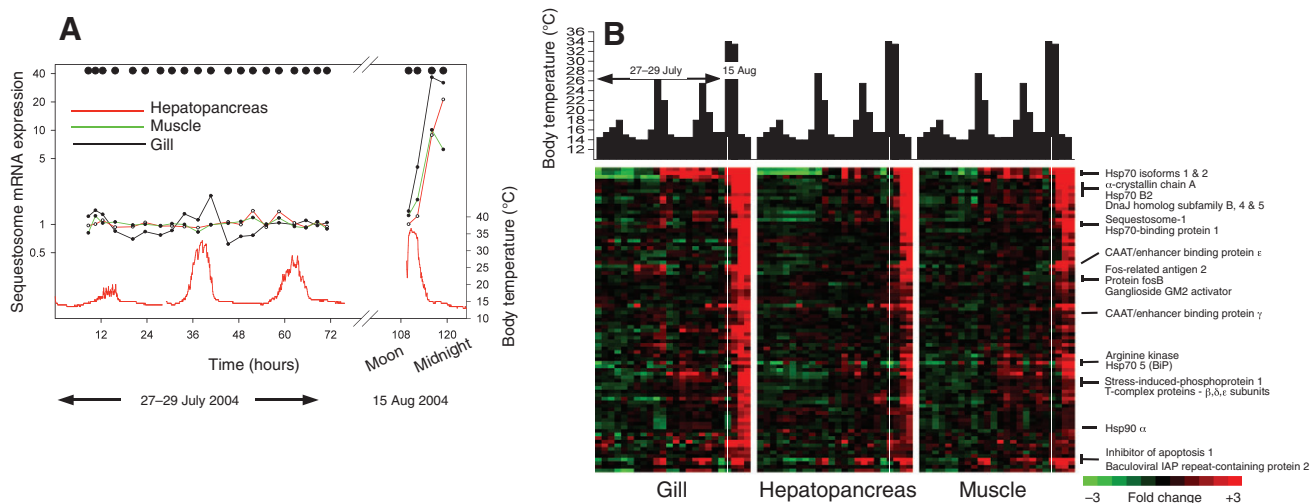 A
Sequestosome mRNA expression
40
20
10
5
1
0.5
Hepatopancreas
Muscle
Gill
40
35
30
25
20
15
10
Body temperature (°C)
12 24 36 48 60 72 108 120
Time (hours)
Moon
Midnight
27–29 July 2004
15 Aug 2004
B
Body temperature (°C)
36
34
32
28
26
24
22
18
16
14
12
27–29 July
15 Aug
Hsp70 isoforms 1 & 2
α-crystallin chain A
Hsp70 B2
DnaJ homolog subfamily B, 4 & 5
Sequestosome-1
Hsp70-binding protein 1
CAAT/enhancer binding protein ε
Fos-related antigen 2
Protein fosB
Ganglioside GM2 activator
CAAT/enhancer binding protein γ
Arginine kinase
Hsp70 5 (BiP)
Stress-induced-phosphoprotein 1
T-complex proteins - β,δ,ε subunits
Hsp90 α
Inhibitor of apoptosis 1
Baculoviral IAP repeat-containing protein 2
Gill Hepatopancreas Muscle
–3 Fold change +3